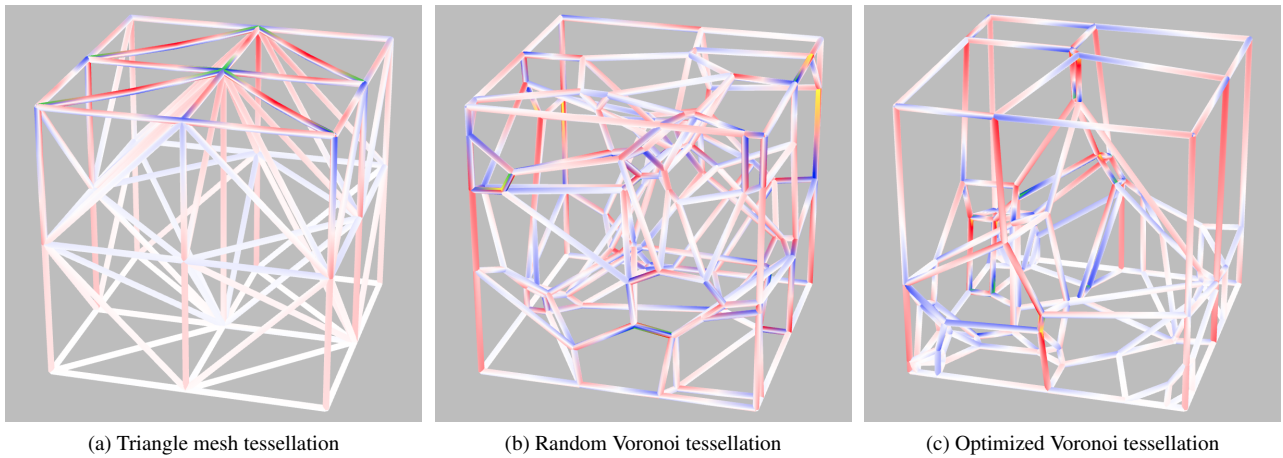 (a) Triangle mesh tessellation
(b) Random Voronoi tessellation
(c) Optimized Voronoi tessellation